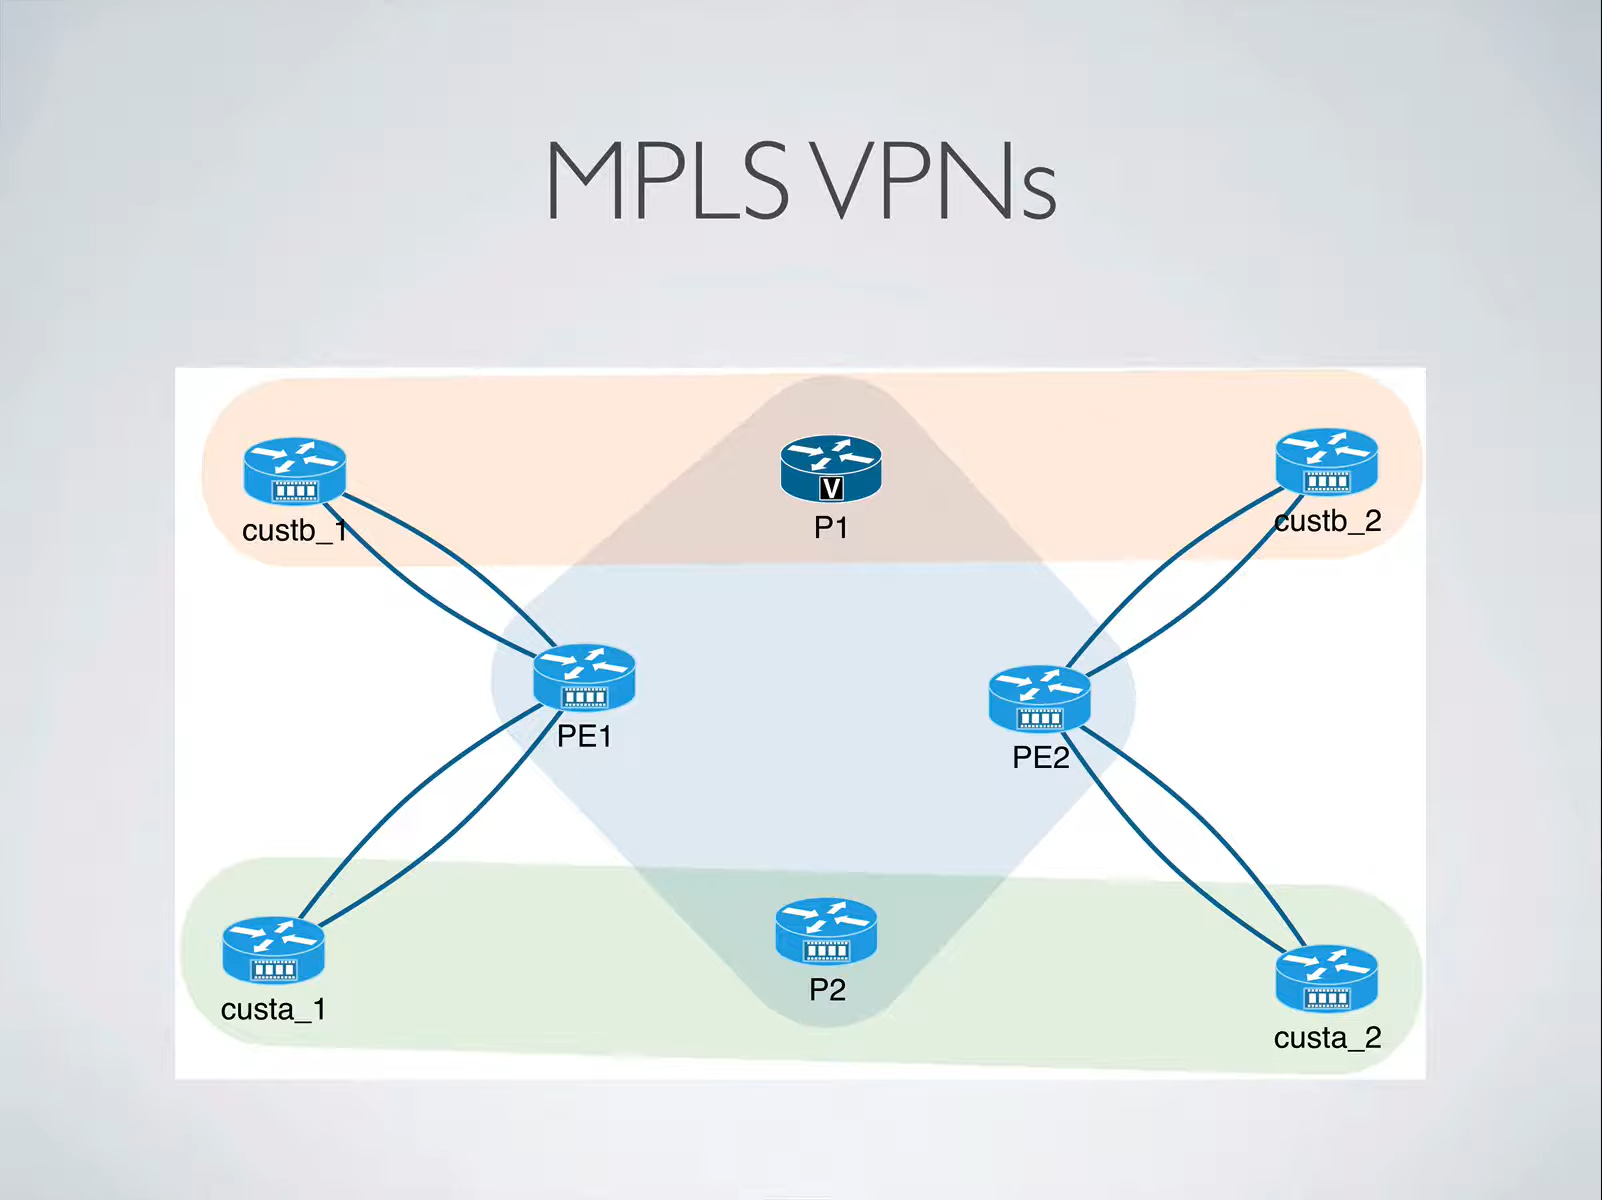 MPLS VPNs
custb_1
P1
V
custb_2
PE1
PE2
custa_1
P2
custa_2